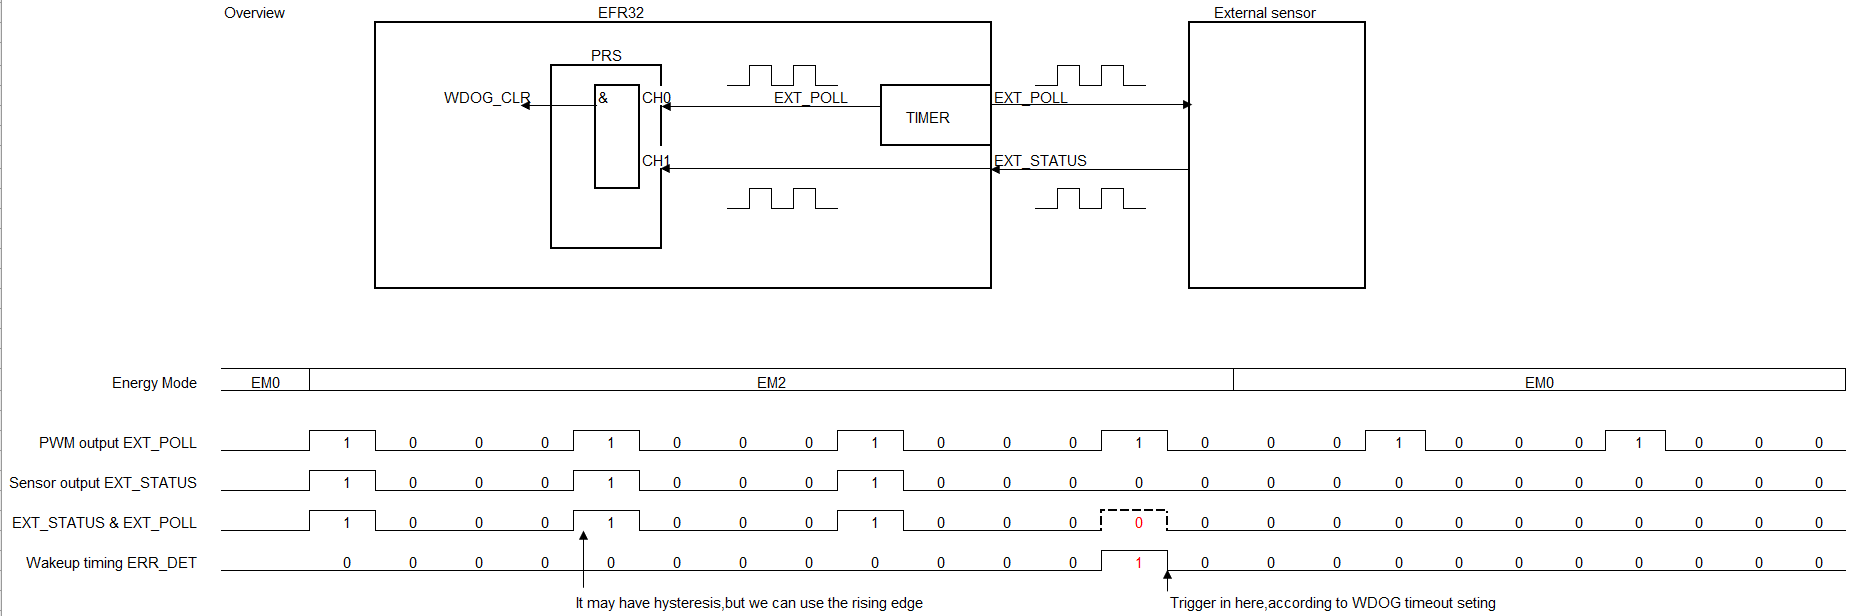 Overview
EFR32
External sensor
PRS
WDOG_CLR
&
CH0
EXT_POLL
EXT_POLL
TIMER
CH1
EXT_STATUS
Energy Mode EM0 EM2 EM0
PWM output EXT_POLL 1 0 0 0 1 0 0 0 1 0 0 0 1 0 0 0 1 0 0 0 1 0 0 0
Sensor output EXT_STATUS 1 0 0 0 1 0 0 0 1 0 0 0 0 0 0 0 0 0 0 0 0 0 0 0
EXT_STATUS & EXT_POLL 1 0 0 0 1 0 0 0 1 0 0 0 0 0 0 0 0 0 0 0 0 0 0 0
Wakeup timing ERR_DET 0 0 0 0 0 0 0 0 0 0 0 0 1 0 0 0 0 0 0 0 0 0 0 0
It may have hysteresis,but we can use the rising edge
Trigger in here,according to WDOG timeout seting